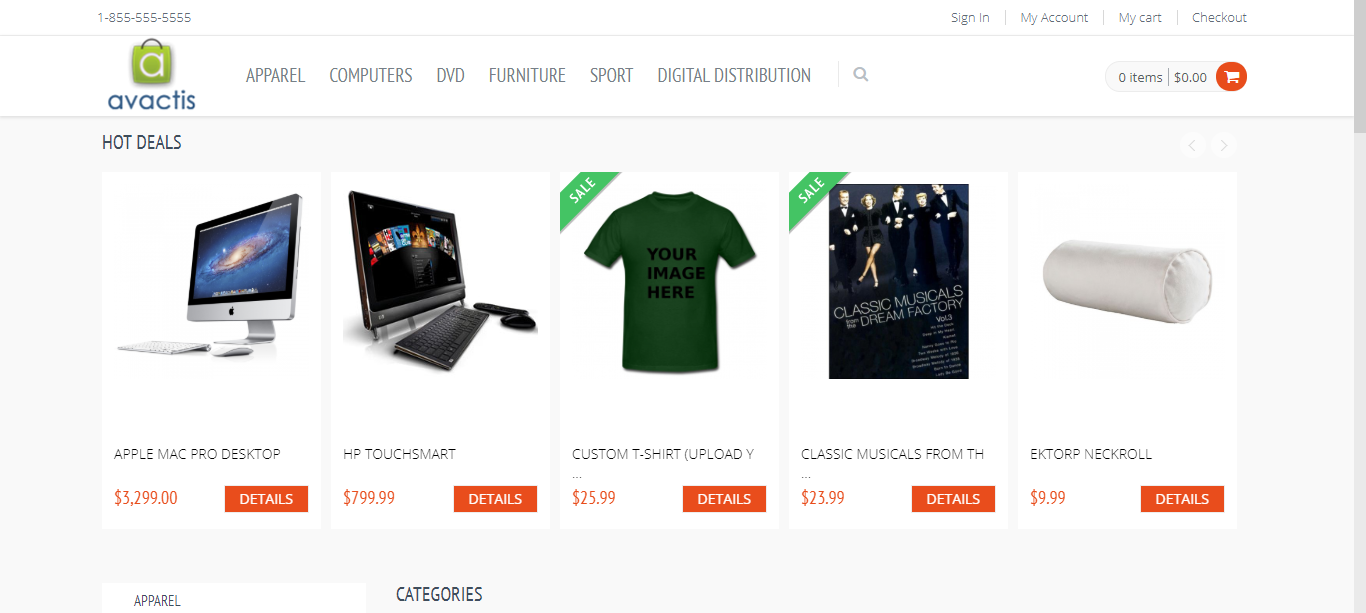 1-855-555-5555
Sign In
My Account
My cart
Checkout
a
avactis
APPAREL
COMPUTERS
DVD
FURNITURE
SPORT
DIGITAL DISTRIBUTION
0 items
$0.00
HOT DEALS
SALE
YOUR
IMAGE
HERE
SALE
CLASSIC MUSICALS
from the DREAM FACTORY
Vol.3
APPLE MAC PRO DESKTOP
HP TOUCHSMART
CUSTOM T-SHIRT (UPLOAD Y
...
CLASSIC MUSICALS FROM TH
...
EKTORP NECKROLL
$3,299.00
DETAILS
$799.99
DETAILS
$25.99
DETAILS
$23.99
DETAILS
$9.99
DETAILS
APPAREL
CATEGORIES